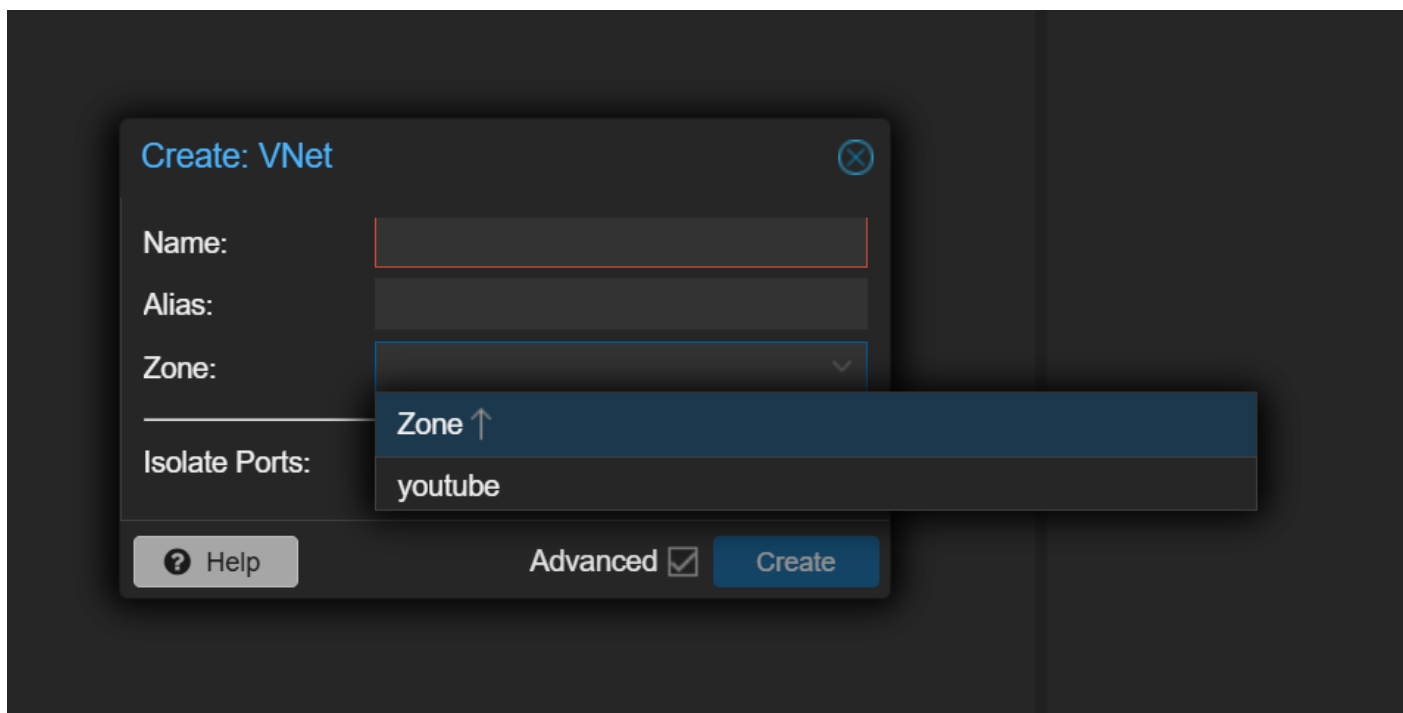 Create: VNet
Name:
Alias:
Zone:
Zone ↑
youtube
Isolate Ports:
Help
Advanced
Create